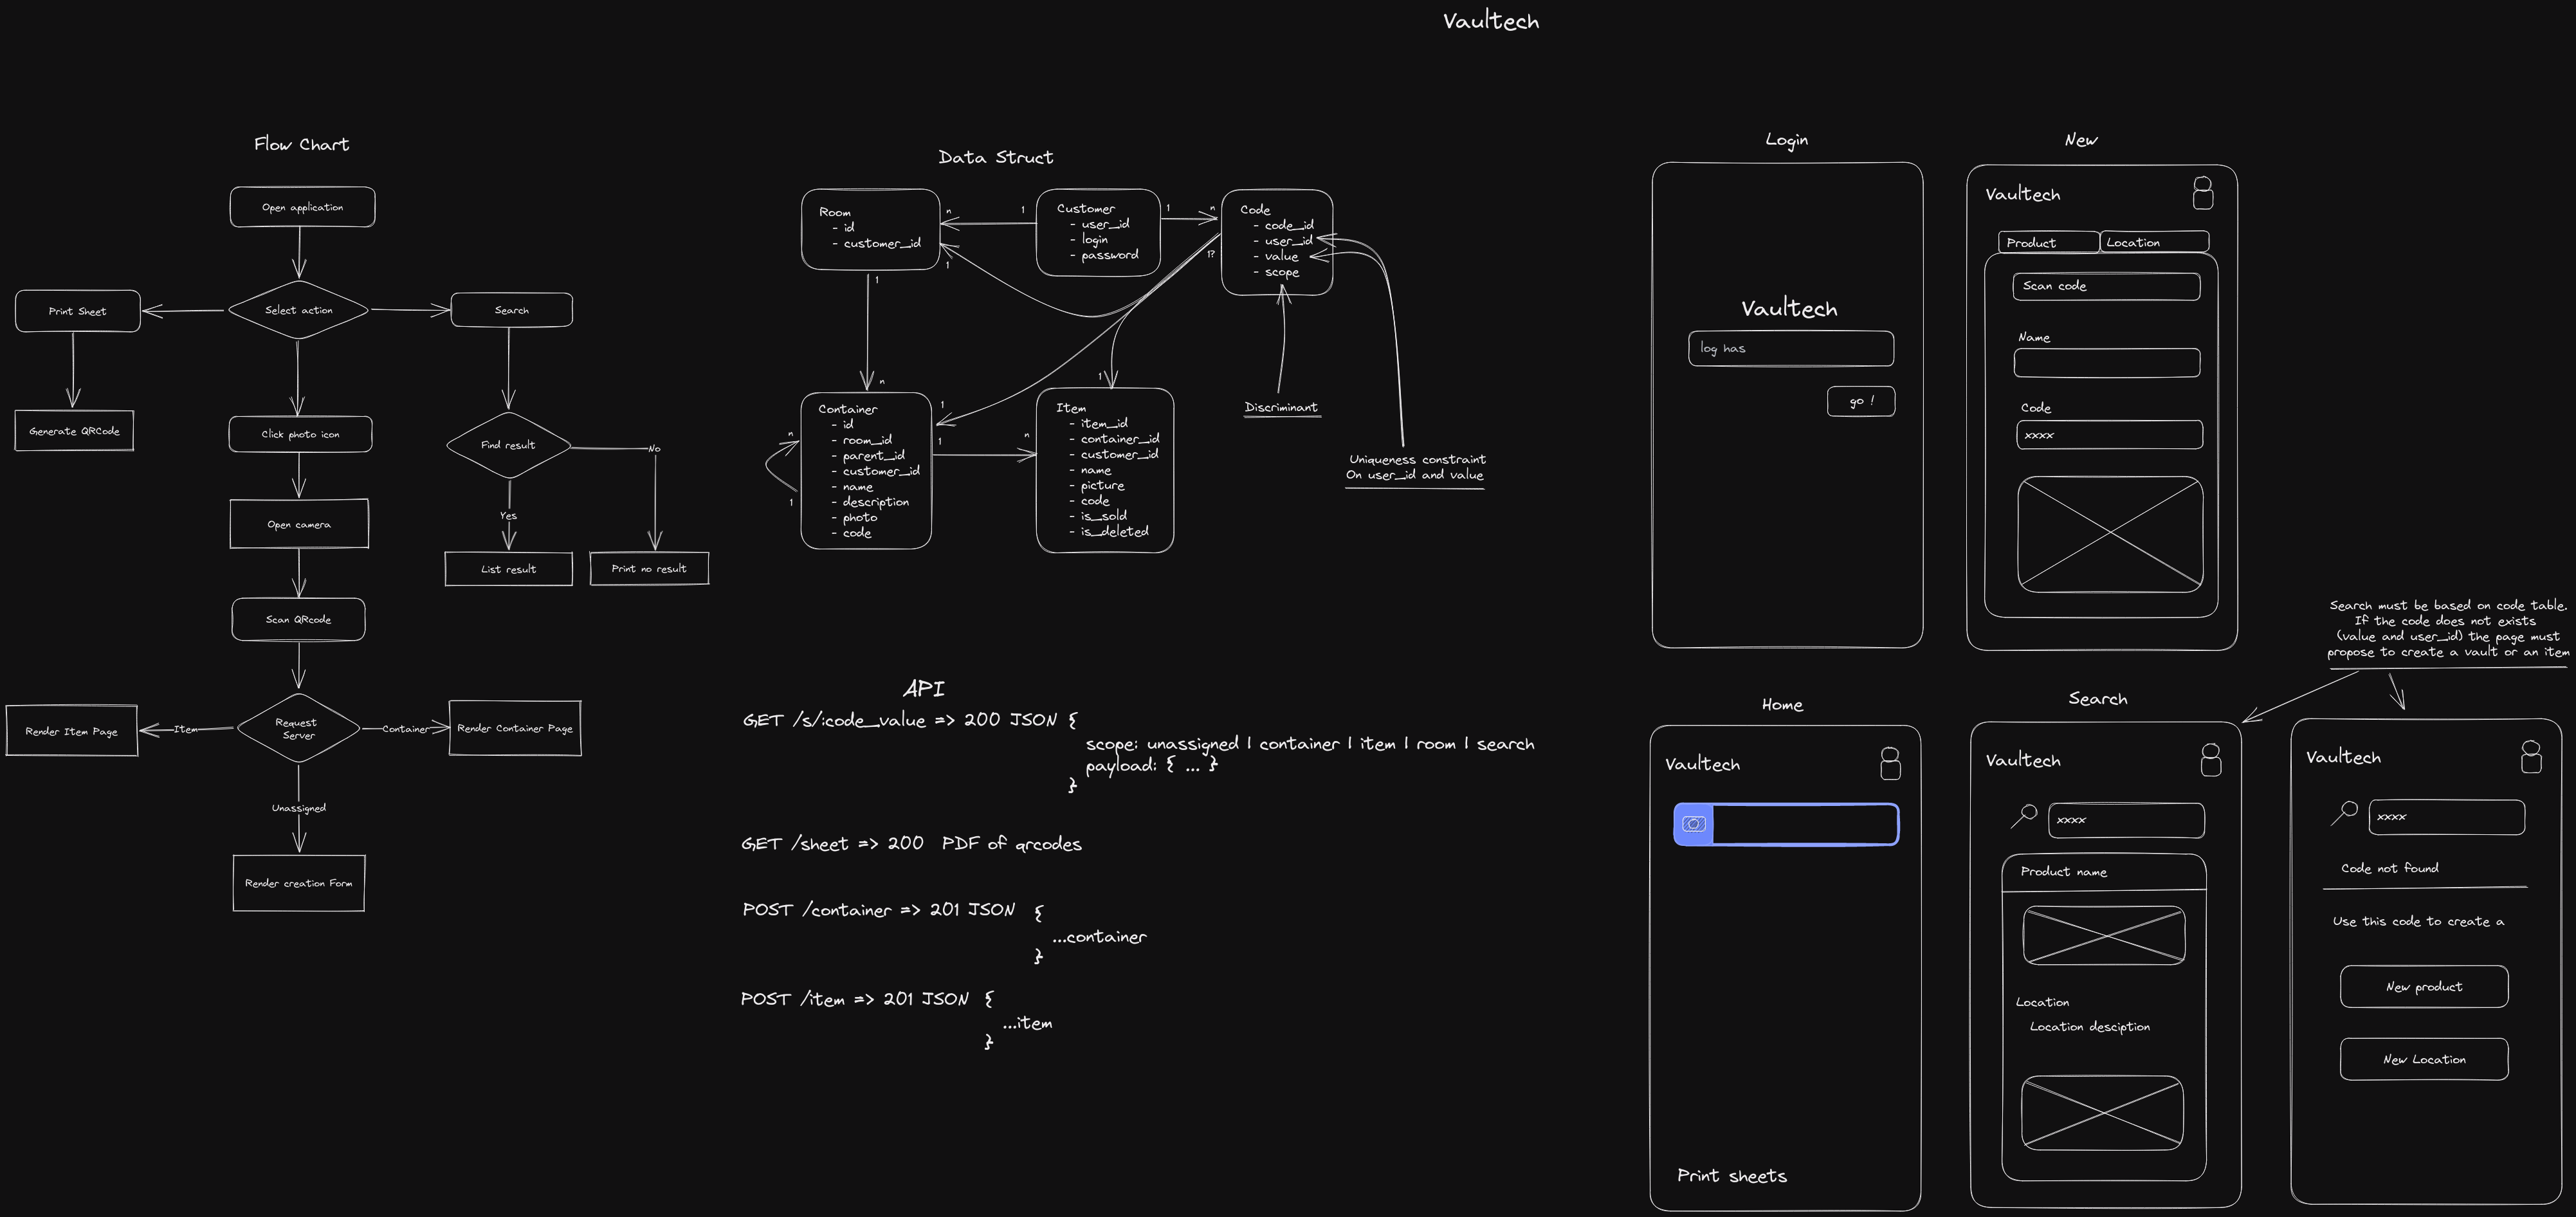 Vaultech
Flow Chart
Open application
Select action
Print Sheet
Generate QRCode
Search
Find result
No
Yes
List result
Print no result
Click photo icon
Open camera
Scan QRcode
Request
Server
Item
Render Item Page
Container
Render Container Page
Unassigned
Render creation Form
Data Struct
Room
- id
- customer_id
n
1
Customer
- user_id
- login
- password
1
n
Code
- code_id
- user_id
- value
- scope
1?
1
1
n
1
1
Container
- id
- room_id
- parent_id
- customer_id
- name
- description
- photo
- code
n
1
1
n
Item
- item_id
- container_id
- customer_id
- name
- picture
- code
- is_sold
- is_deleted
Discriminant
Uniqueness constraint
On user_id and value
API
GET /s/:code_value => 200 JSON {
scope: unassigned | container | item | room | search
payload: { ... }
}
GET /sheet => 200 PDF of qrcodes
POST /container => 201 JSON {
...container
}
POST /item => 201 JSON {
...item
}
Login
Vaultech
log has
go !
New
Vaultech
Product
Location
Scan code
Name
Code
xxxx
Search must be based on code table.
If the code does not exists
(value and user_id) the page must
propose to create a vault or an item
Home
Vaultech
Print sheets
Search
Vaultech
xxxx
Product name
Location
Location desciption
Vaultech
xxxx
Code not found
Use this code to create a
New product
New Location